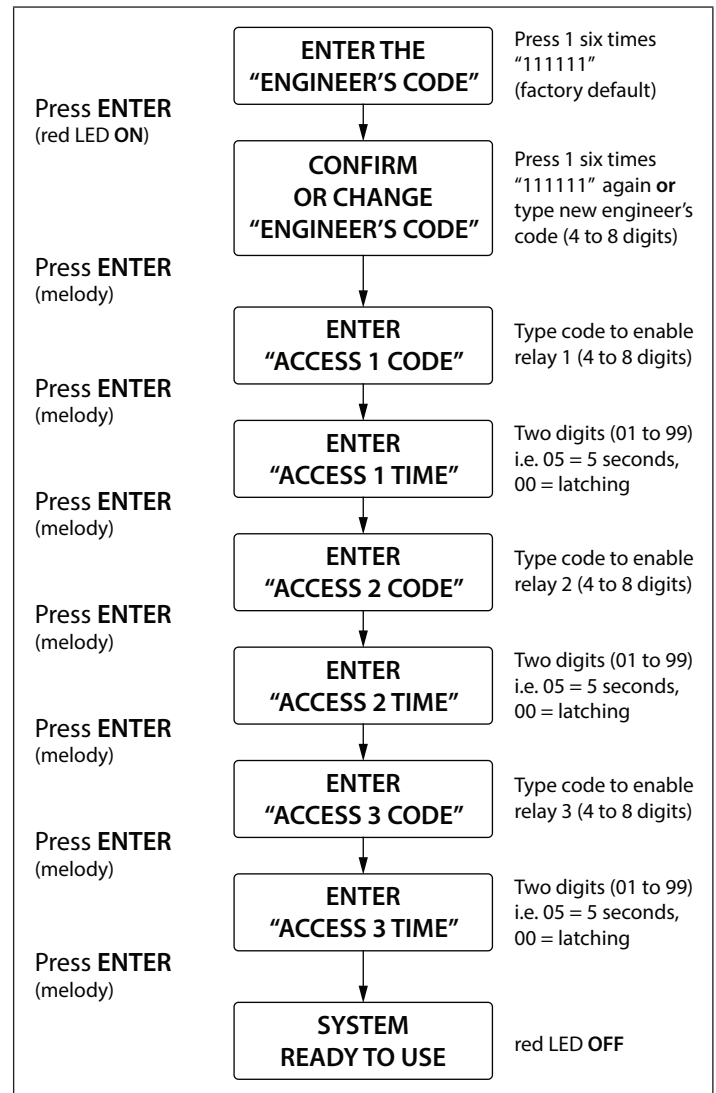 ENTER THE
“ENGINEER’S CODE”
Press 1 six times
“111111”
(factory default)
Press ENTER
(red LED ON)
CONFIRM
OR CHANGE
“ENGINEER’S CODE”
Press 1 six times
“111111” again or
type new engineer’s
code (4 to 8 digits)
Press ENTER
(melody)
ENTER
“ACCESS 1 CODE”
Type code to enable
relay 1 (4 to 8 digits)
Press ENTER
(melody)
ENTER
“ACCESS 1 TIME”
Two digits (01 to 99)
i.e. 05 = 5 seconds,
00 = latching
Press ENTER
(melody)
ENTER
“ACCESS 2 CODE”
Type code to enable
relay 2 (4 to 8 digits)
Press ENTER
(melody)
ENTER
“ACCESS 2 TIME”
Two digits (01 to 99)
i.e. 05 = 5 seconds,
00 = latching
Press ENTER
(melody)
ENTER
“ACCESS 3 CODE”
Type code to enable
relay 3 (4 to 8 digits)
Press ENTER
(melody)
ENTER
“ACCESS 3 TIME”
Two digits (01 to 99)
i.e. 05 = 5 seconds,
00 = latching
Press ENTER
(melody)
SYSTEM
READY TO USE
red LED OFF